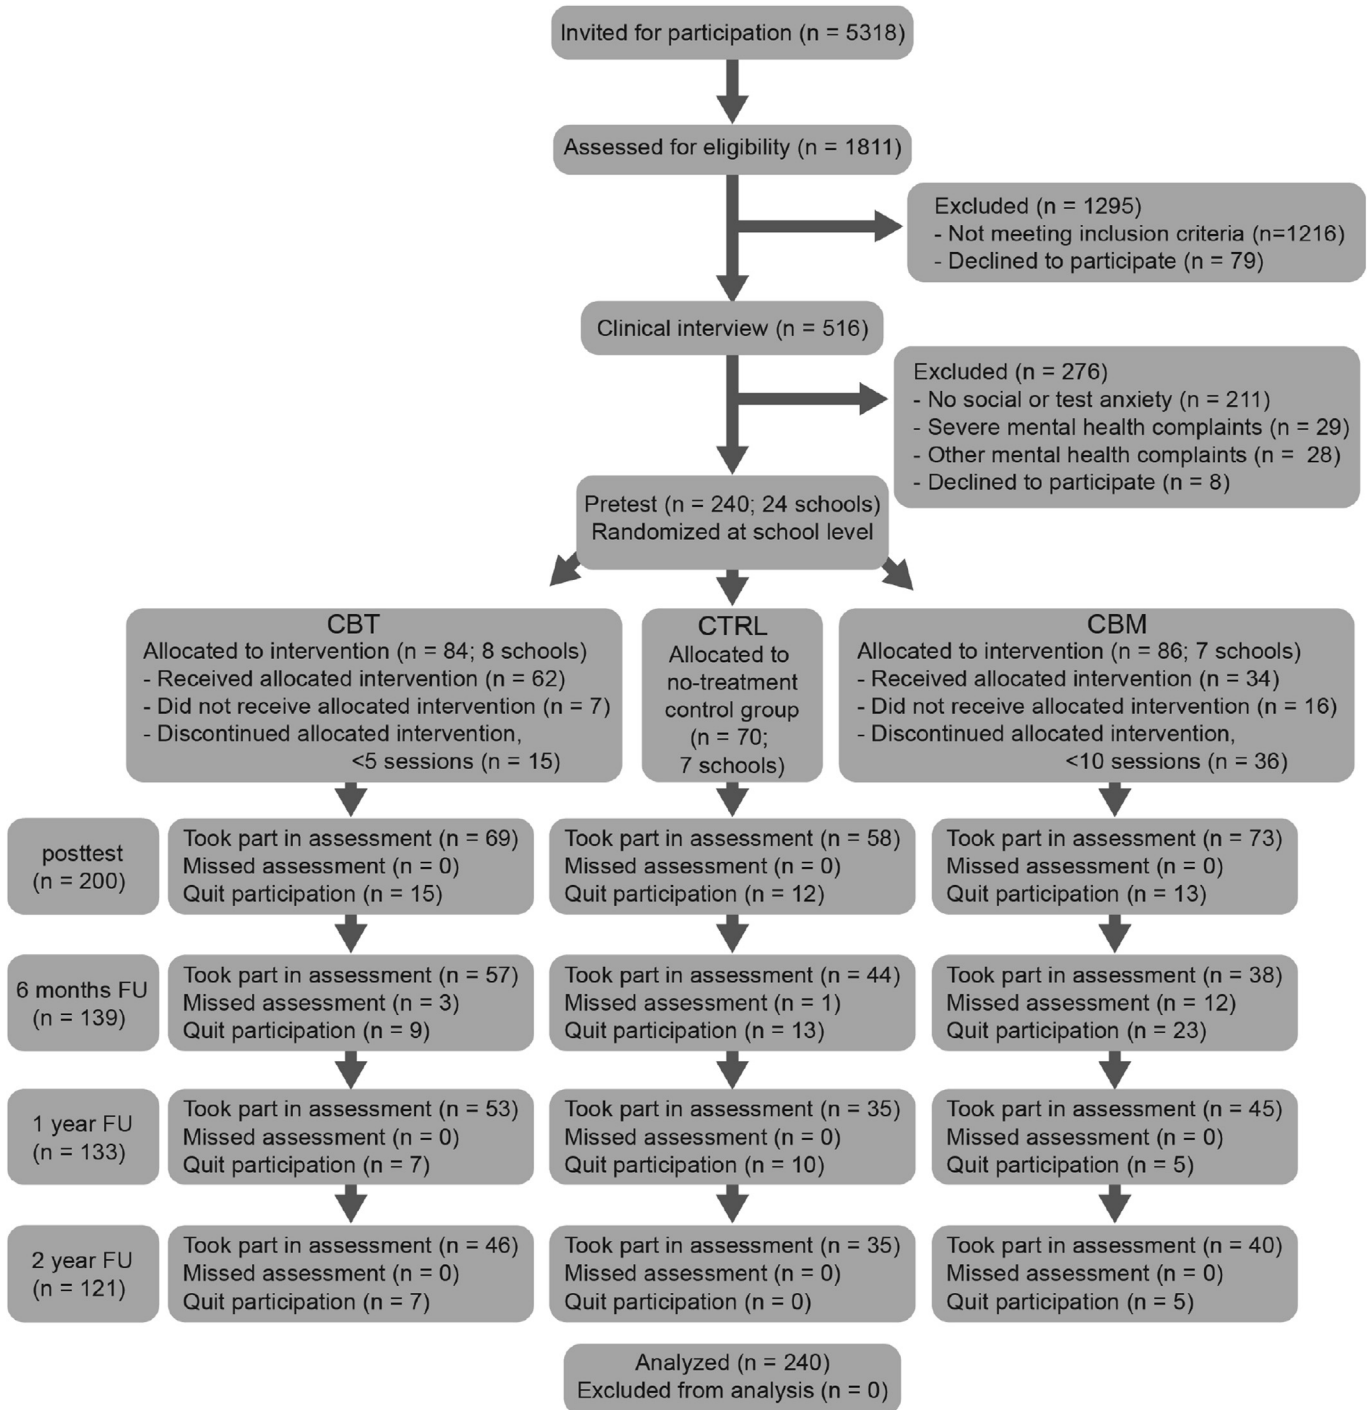 Invited for participation (n = 5318)
Assessed for eligibility (n = 1811)
Excluded (n = 1295)
- Not meeting inclusion criteria (n=1216)
- Declined to participate (n = 79)
Clinical interview (n = 516)
Excluded (n = 276)
- No social or test anxiety (n = 211)
- Severe mental health complaints (n = 29)
- Other mental health complaints (n = 28)
- Declined to participate (n = 8)
Pretest (n = 240; 24 schools)
Randomized at school level
CBT
Allocated to intervention (n = 84; 8 schools)
- Received allocated intervention (n = 62)
- Did not receive allocated intervention (n = 7)
- Discontinued allocated intervention,
<5 sessions (n = 15)
CTRL
Allocated to
no-treatment
control group
(n = 70;
7 schools)
CBM
Allocated to intervention (n = 86; 7 schools)
- Received allocated intervention (n = 34)
- Did not receive allocated intervention (n = 16)
- Discontinued allocated intervention,
<10 sessions (n = 36)
posttest
(n = 200)
Took part in assessment (n = 69)
Missed assessment (n = 0)
Quit participation (n = 15)
Took part in assessment (n = 58)
Missed assessment (n = 0)
Quit participation (n = 12)
Took part in assessment (n = 73)
Missed assessment (n = 0)
Quit participation (n = 13)
6 months FU
(n = 139)
Took part in assessment (n = 57)
Missed assessment (n = 3)
Quit participation (n = 9)
Took part in assessment (n = 44)
Missed assessment (n = 1)
Quit participation (n = 13)
Took part in assessment (n = 38)
Missed assessment (n = 12)
Quit participation (n = 23)
1 year FU
(n = 133)
Took part in assessment (n = 53)
Missed assessment (n = 0)
Quit participation (n = 7)
Took part in assessment (n = 35)
Missed assessment (n = 0)
Quit participation (n = 10)
Took part in assessment (n = 45)
Missed assessment (n = 0)
Quit participation (n = 5)
2 year FU
(n = 121)
Took part in assessment (n = 46)
Missed assessment (n = 0)
Quit participation (n = 7)
Took part in assessment (n = 35)
Missed assessment (n = 0)
Quit participation (n = 0)
Took part in assessment (n = 40)
Missed assessment (n = 0)
Quit participation (n = 5)
Analyzed (n = 240)
Excluded from analysis (n = 0)